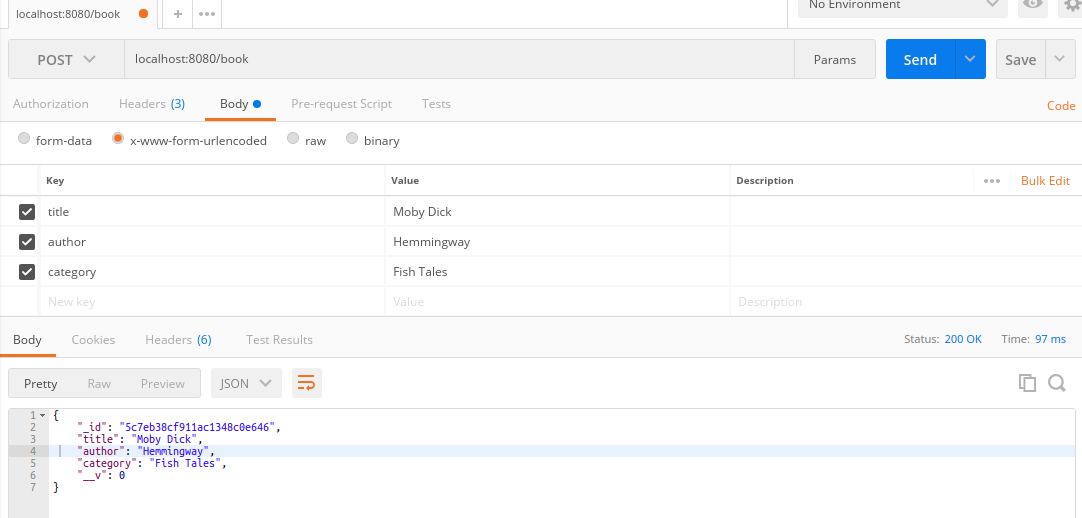 localhost:8080/book + ••• No Environment
POST localhost:8080/book Params Send Save
Authorization Headers (3) Body Pre-request Script Tests Code
form-data x-www-form-urlencoded raw binary
Key Value Description ••• Bulk Edit
title Moby Dick
author Hemmingway
category Fish Tales
New key Value Description
Body Cookies Headers (6) Test Results Status: 200 OK Time: 97 ms
Pretty Raw Preview JSON
1 {
2 "_id": "5c7eb38cf911ac1348c0e646",
3 "title": "Moby Dick",
4 "author": "Hemmingway",
5 "category": "Fish Tales",
6 "__v": 0
7 }